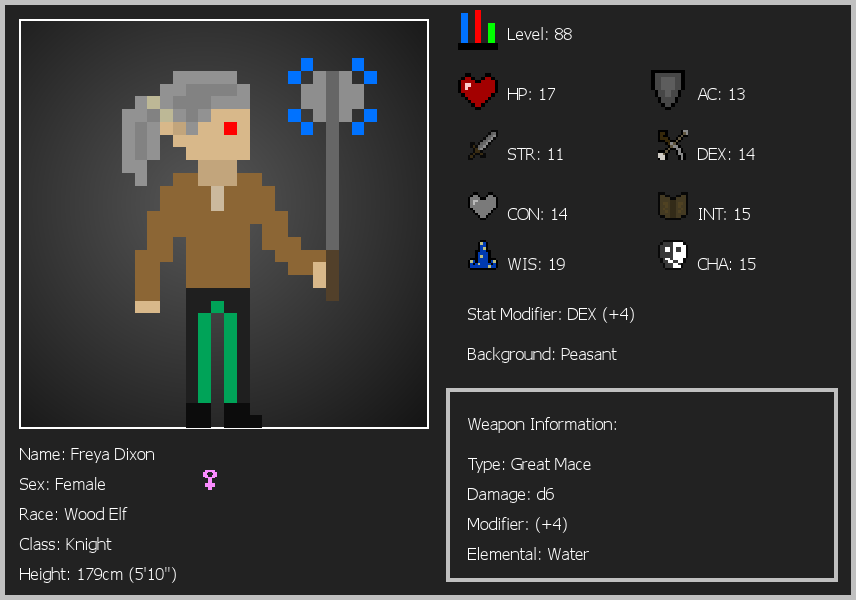 Level: 88
HP: 17
AC: 13
STR: 11
DEX: 14
CON: 14
INT: 15
WIS: 19
CHA: 15
Stat Modifier: DEX (+4)
Background: Peasant
Weapon Information:
Type: Great Mace
Damage: d6
Modifier: (+4)
Elemental: Water
Name: Freya Dixon
Sex: Female
Race: Wood Elf
Class: Knight
Height: 179cm (5'10")